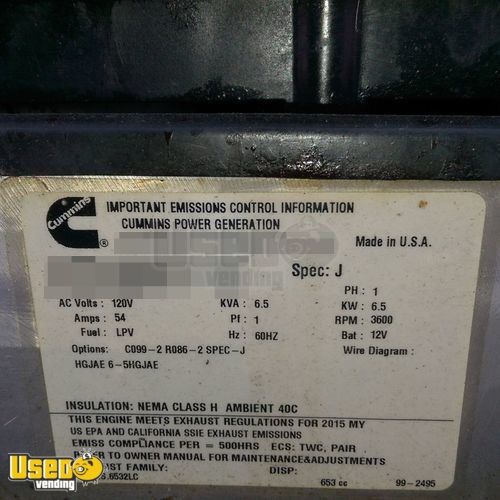 Cummins
IMPORTANT EMISSIONS CONTROL INFORMATION
CUMMINS POWER GENERATION
Made in U.S.A.
Spec: J
PH : 1
AC Volts : 120V KVA : 6.5 KW : 6.5
Amps : 54 Pf : 1 RPM : 3600
Fuel : LPV Hz : 60HZ Bat : 12V
Options: C099-2 R086-2 SPEC-J Wire Diagram :
HGJAE 6-5HGJAE
INSULATION: NEMA CLASS H AMBIENT 40C
THIS ENGINE MEETS EXHAUST REGULATIONS FOR 2015 MY
US EPA AND CALIFORNIA SSIE EXHAUST EMISSIONS
EMISS COMPLIANCE PER = 500HRS ECS: TWC, PAIR
TO OWNER MANUAL FOR MAINTENANCE&ADJUSTMENTS
FAMILY: DISP:
.6532LC 653 cc 99-2495
Used
vending
Used
vending